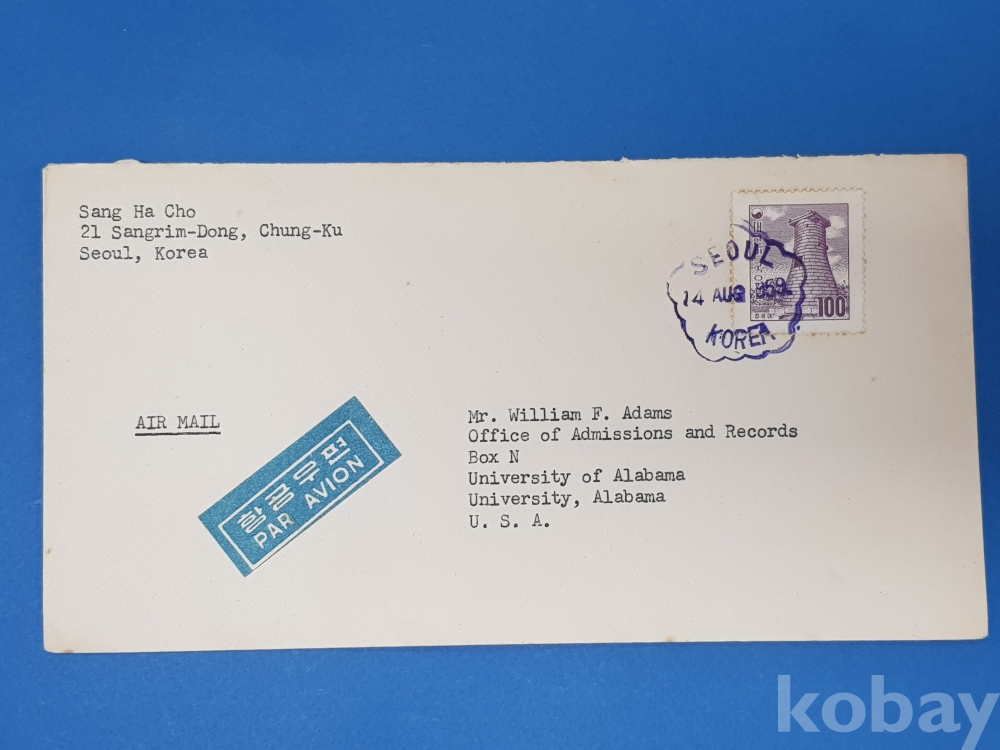 Sang Ha Cho
21 Sangrim-Dong, Chung-Ku
Seoul, Korea
SEOUL
14 AUG 1959
KOREA
100
AIR MAIL
항공우편
PAR AVION
Mr. William F. Adams
Office of Admissions and Records
Box N
University of Alabama
University, Alabama
U. S. A.
kobay